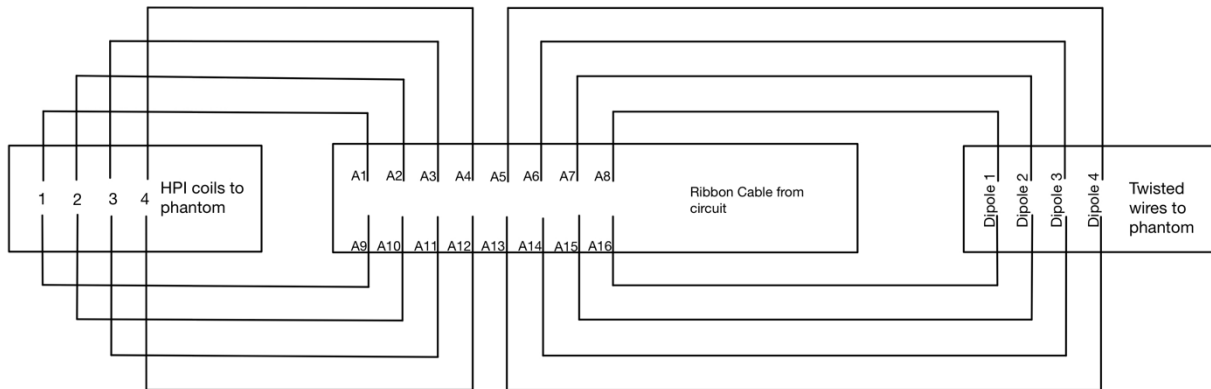 1 2 3 4
HPI coils to
phantom
A1 A2 A3 A4 A5 A6 A7 A8
A9 A10 A11 A12 A13 A14 A15 A16
Ribbon Cable from
circuit
Dipole 1
Dipole 2
Dipole 3
Dipole 4
Twisted
wires to
phantom